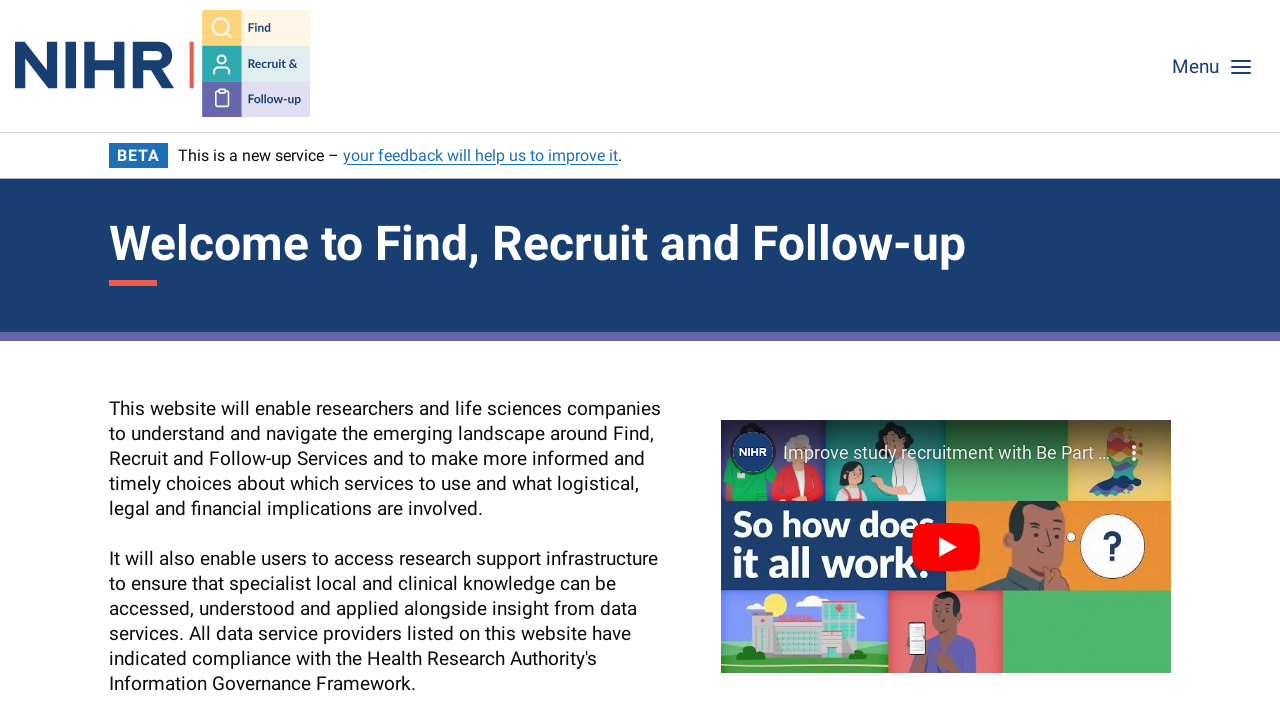 NIHR
Find
Recruit &
Follow-up
Menu
BETA
This is a new service – your feedback will help us to improve it.
Welcome to Find, Recruit and Follow-up
This website will enable researchers and life sciences companies
to understand and navigate the emerging landscape around Find,
Recruit and Follow-up Services and to make more informed and
timely choices about which services to use and what logistical,
legal and financial implications are involved.
It will also enable users to access research support infrastructure
to ensure that specialist local and clinical knowledge can be
accessed, understood and applied alongside insight from data
services. All data service providers listed on this website have
indicated compliance with the Health Research Authority's
Information Governance Framework.
NIHR
Improve study recruitment with Be Part ...
So how does
it all work?
?